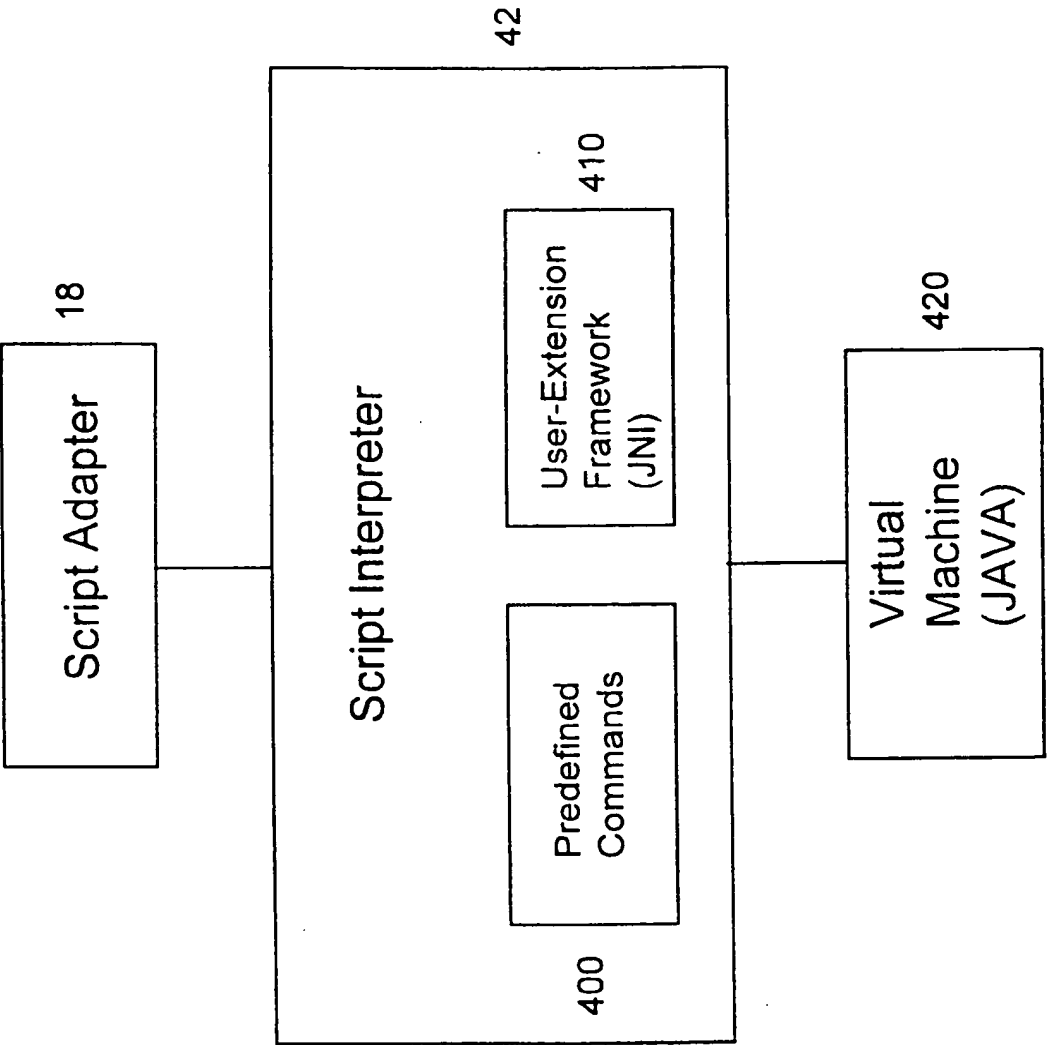 Script Adapter
18
42
Script Interpreter
Predefined
Commands
400
User-Extension
Framework
(JNI)
410
Virtual
Machine
(JAVA)
420